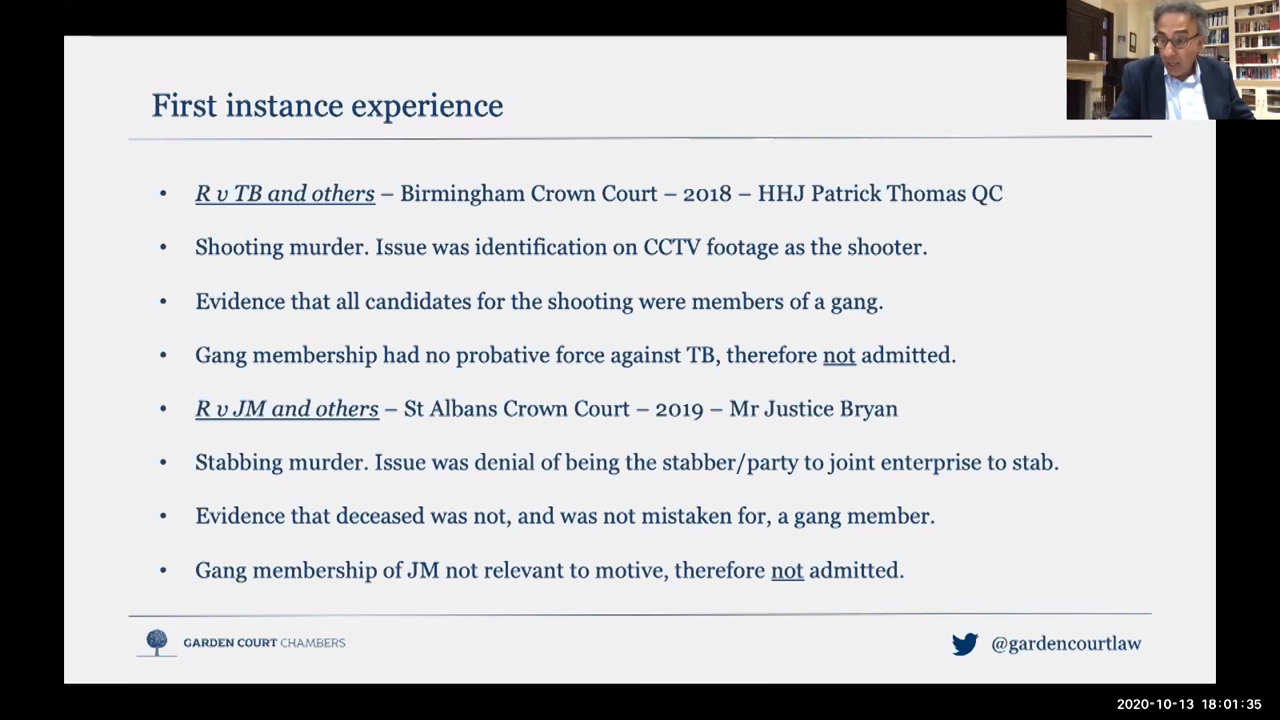 First instance experience
• R v TB and others – Birmingham Crown Court – 2018 – HHJ Patrick Thomas QC
• Shooting murder. Issue was identification on CCTV footage as the shooter.
• Evidence that all candidates for the shooting were members of a gang.
• Gang membership had no probative force against TB, therefore not admitted.
• R v JM and others – St Albans Crown Court – 2019 – Mr Justice Bryan
• Stabbing murder. Issue was denial of being the stabber/party to joint enterprise to stab.
• Evidence that deceased was not, and was not mistaken for, a gang member.
• Gang membership of JM not relevant to motive, therefore not admitted.
GARDEN COURT CHAMBERS
@gardencourtlaw
2020-10-13 18:01:35